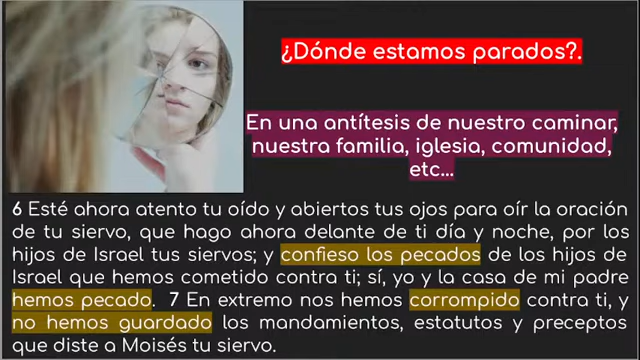 ¿Dónde estamos parados?.
En una antítesis de nuestro caminar,
nuestra familia, iglesia, comunidad,
etc...
6 Esté ahora atento tu oído y abiertos tus ojos para oír la oración
de tu siervo, que hago ahora delante de ti día y noche, por los
hijos de Israel tus siervos; y confieso los pecados de los hijos de
Israel que hemos cometido contra ti; sí, yo y la casa de mi padre
hemos pecado. 7 En extremo nos hemos corrompido contra ti, y
no hemos guardado los mandamientos, estatutos y preceptos
que diste a Moisés tu siervo.